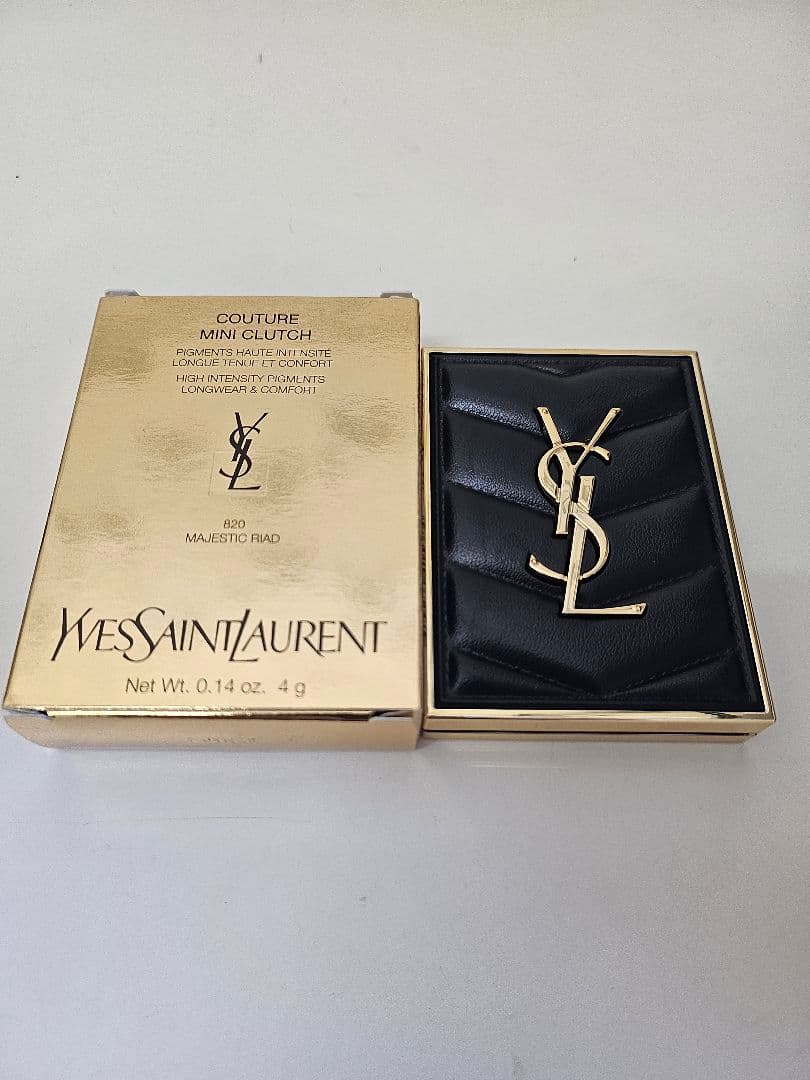 COUTURE
MINI CLUTCH
PIGMENTS HAUTE INTENSITÉ
LONGUE TENUE ET CONFORT
HIGH INTENSITY PIGMENTS
LONGWEAR & COMFORT
YSL
820
MAJESTIC RIAD
YVESSAINTLAURENT
Net Wt. 0.14 oz. 4 g
YSL